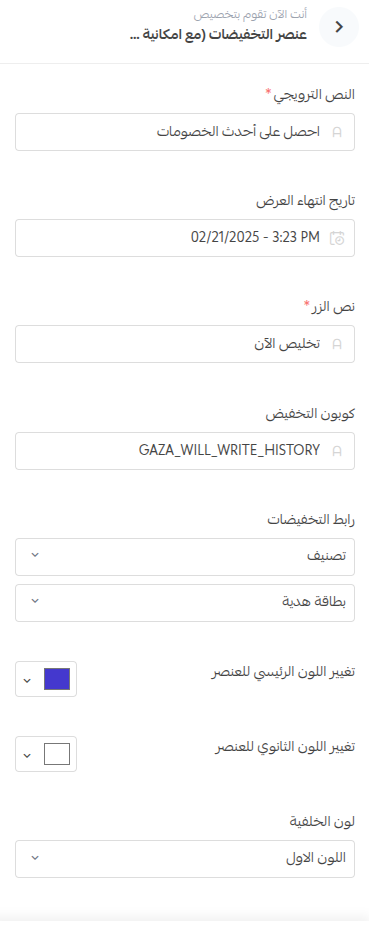 أنت الآن تقوم بتخصيص
عنصر التخفيضات (مع امكانية ...
النص الترويجي *
احصل على أحدث الخصومات
تاريخ انتهاء العرض
02/21/2025 - 3:23 PM
نص الزر *
تخليص الآن
كوبون التخفيض
GAZA_WILL_WRITE_HISTORY
رابط التخفيضات
تصنيف
بطاقة هدية
تغيير اللون الرئيسي للعنصر
تغيير اللون الثانوي للعنصر
لون الخلفية
اللون الاول